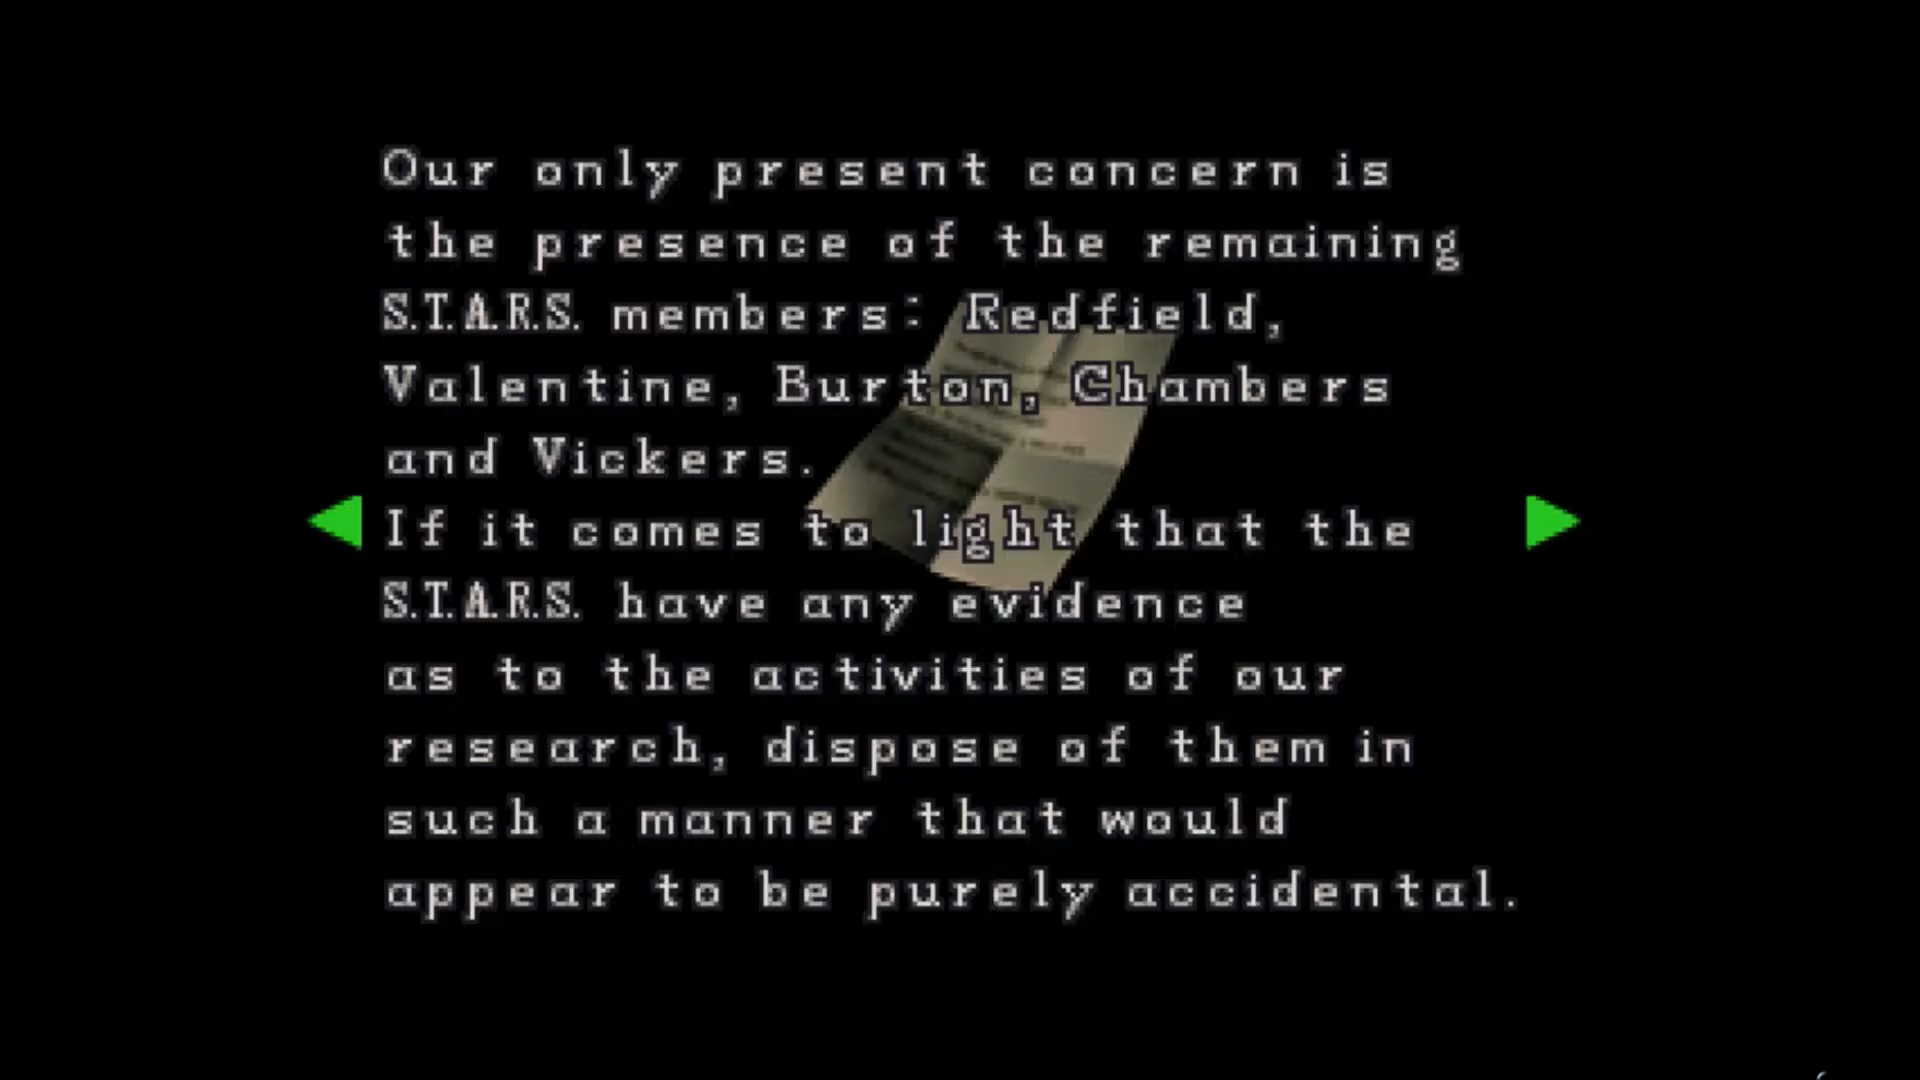 Our only present concern is
the presence of the remaining
S.T.A.R.S. members: Redfield,
Valentine, Burton, Chambers
and Vickers.
If it comes to light that the
S.T.A.R.S. have any evidence
as to the activities of our
research, dispose of them in
such a manner that would
appear to be purely accidental.